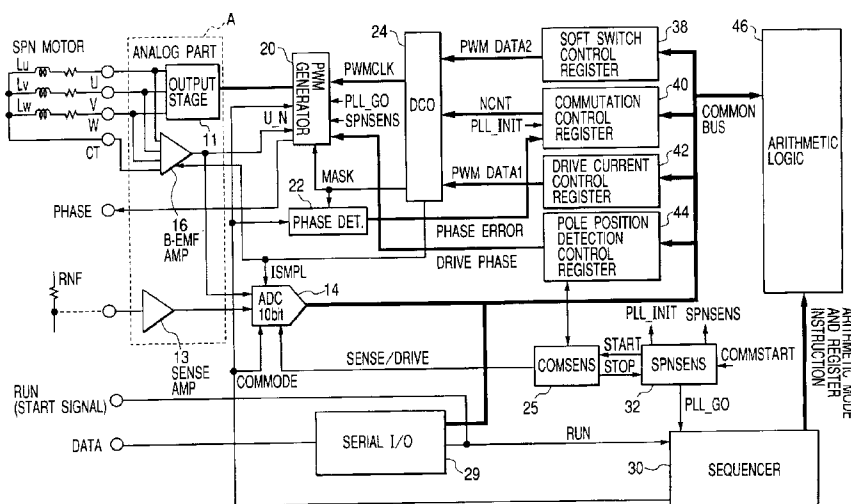 A
SPN MOTOR
Lu
Lv
Lw
U
V
W
CT
ANALOG PART
OUTPUT
STAGE
11
16
B-EMF
AMP
PHASE
RNF
13
SENSE
AMP
20
PWM
GENERATOR
U_N
PWMCLK
PLL_GO
SPNSENS
MASK
22
PHASE DET.
24
DCO
PWM DATA2
NCNT
PLL_INIT
PWM DATA1
PHASE ERROR
DRIVE PHASE
38
SOFT SWITCH
CONTROL
REGISTER
40
COMMUTATION
CONTROL
REGISTER
42
DRIVE CURRENT
CONTROL
REGISTER
44
POLE POSITION
DETECTION
CONTROL
REGISTER
COMMON
BUS
46
ARITHMETIC
LOGIC
ISMPL
ADC
10bit
14
COMMODE
SENSE/DRIVE
COMSENS
25
START
STOP
PLL_INIT
SPNSENS
SPNSENS
32
COMMSTART
PLL_GO
ARITHMETIC MODE
AND REGISTER
INSTRUCTION
RUN
(START SIGNAL)
DATA
SERIAL I/O
29
RUN
30
SEQUENCER